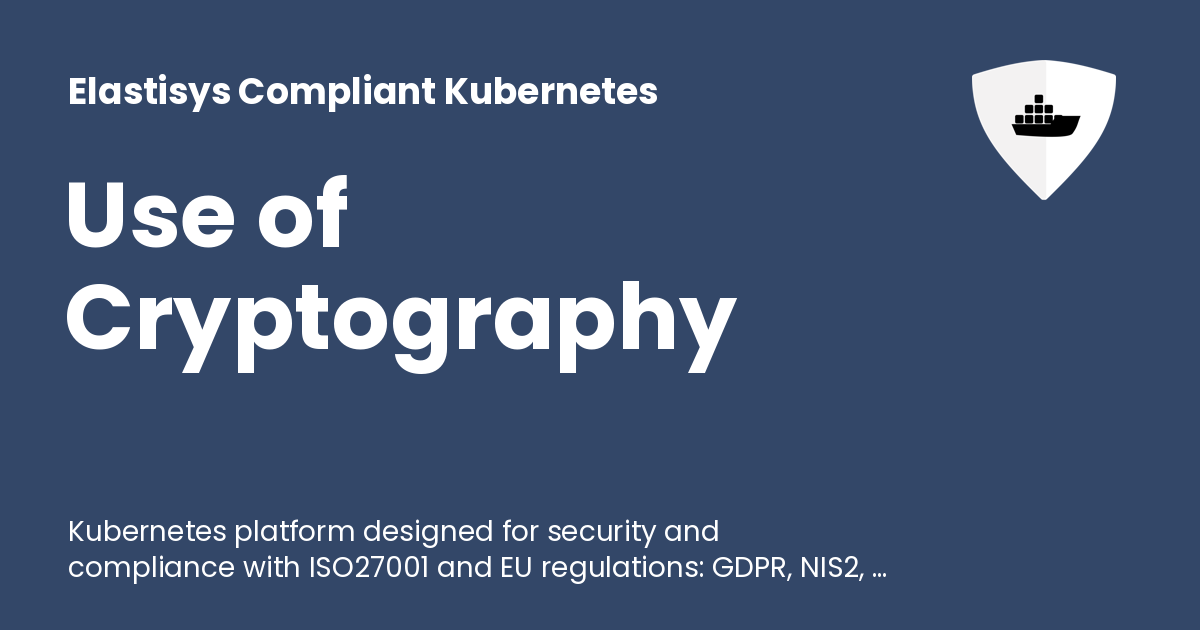 Elastisys Compliant Kubernetes
Use of
Cryptography
Kubernetes platform designed for security and
compliance with ISO27001 and EU regulations: GDPR, NIS2, ...